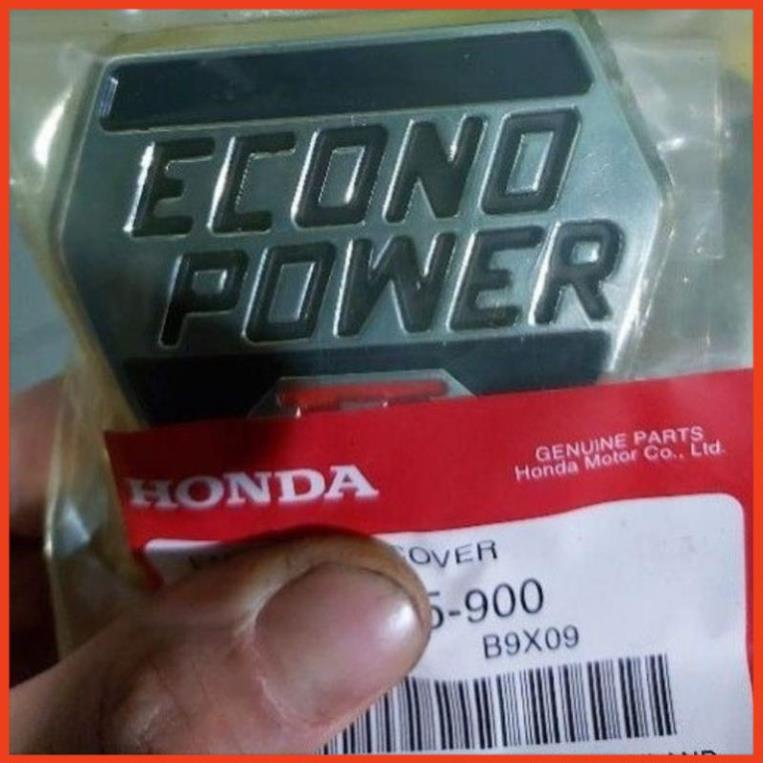 ECONO
POWER
HONDA
GENUINE PARTS
Honda Motor Co., Ltd.
COVER
5-900
B9X09